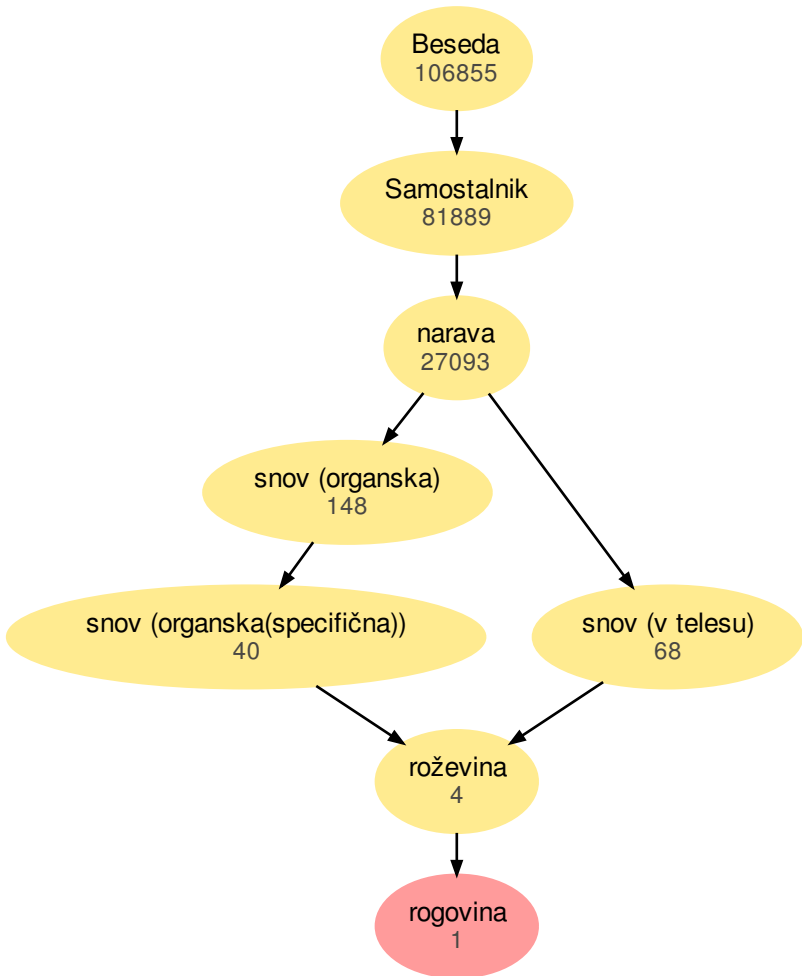 Beseda
106855
Samostalnik
81889
narava
27093
snov (organska)
148
snov (organska(specifična))
40
snov (v telesu)
68
roževina
4
rogovina
1